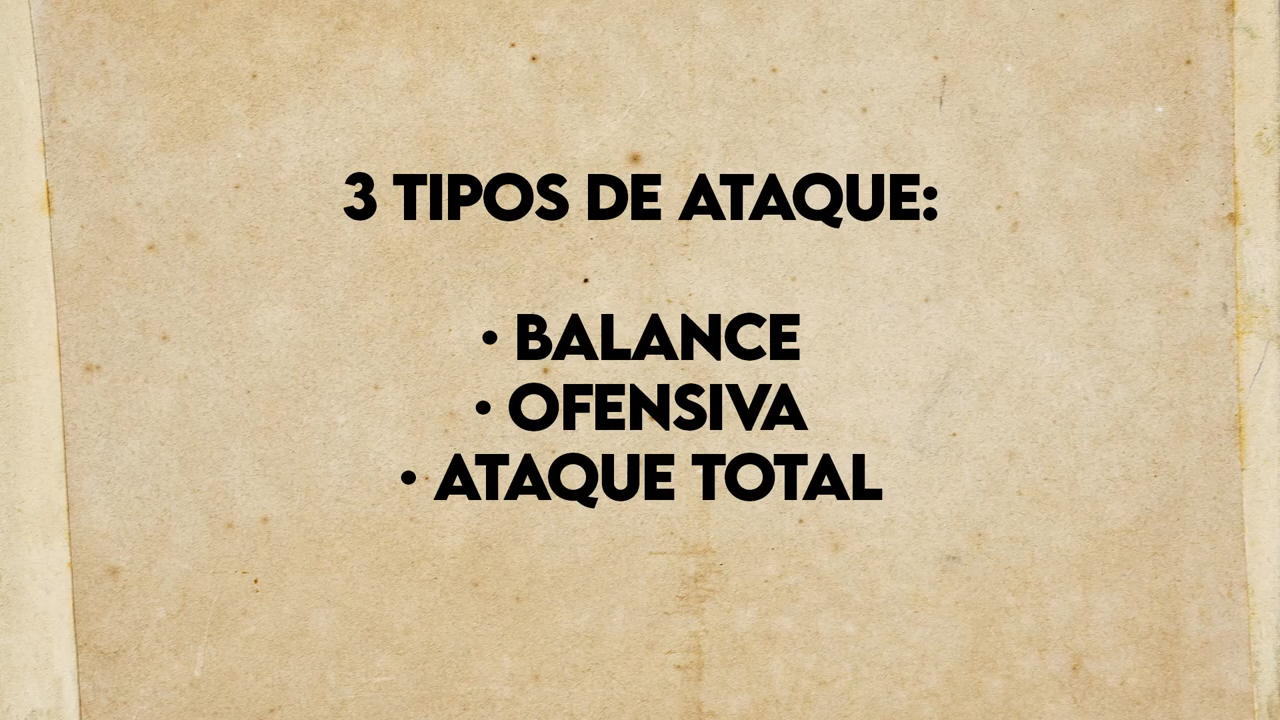 3 TIPOS DE ATAQUE:
• BALANCE
• OFENSIVA
• ATAQUE TOTAL